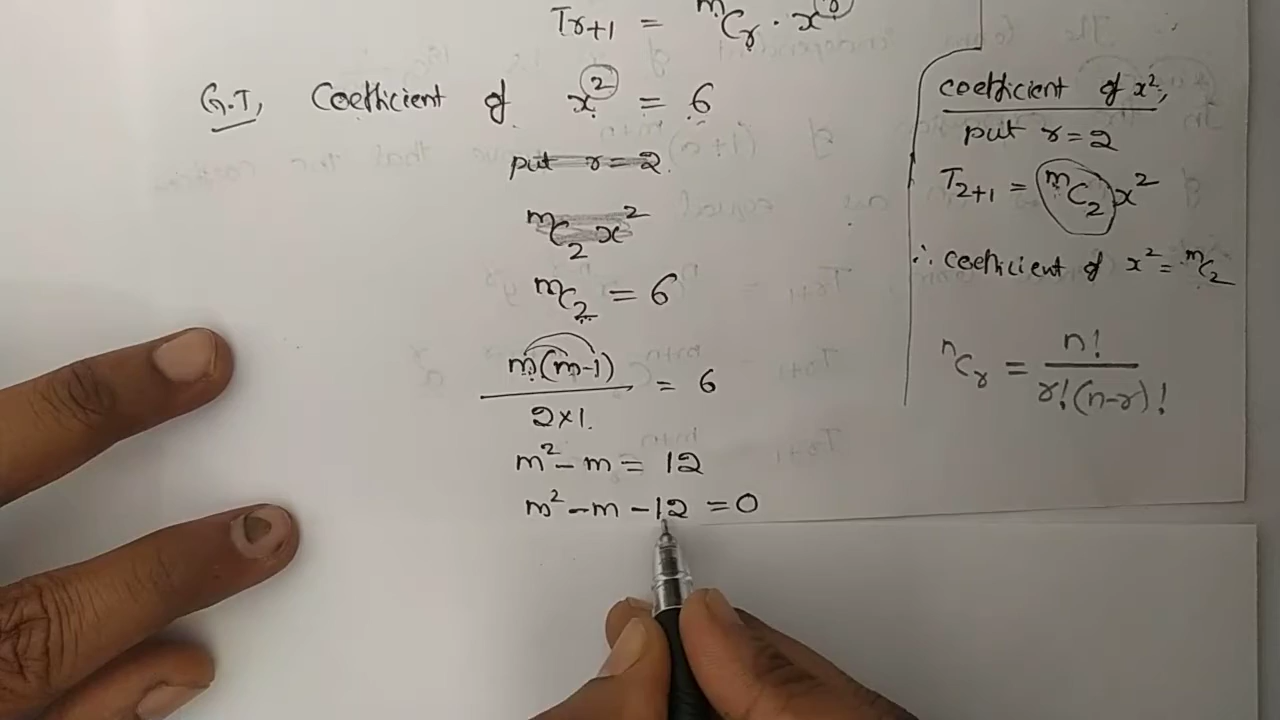 Tr+1 = mCr · x^r
G.T, Coefficient of x² = 6
put r=2
mC2 x²
mC2 = 6
m(m-1) / 2×1. = 6
m² - m = 12
m² - m - 12 = 0
coefficient of x²,
put r=2
T2+1 = mC2 x²
∴ coefficient of x² = mC2
nCr = n! / r!(n-r)!